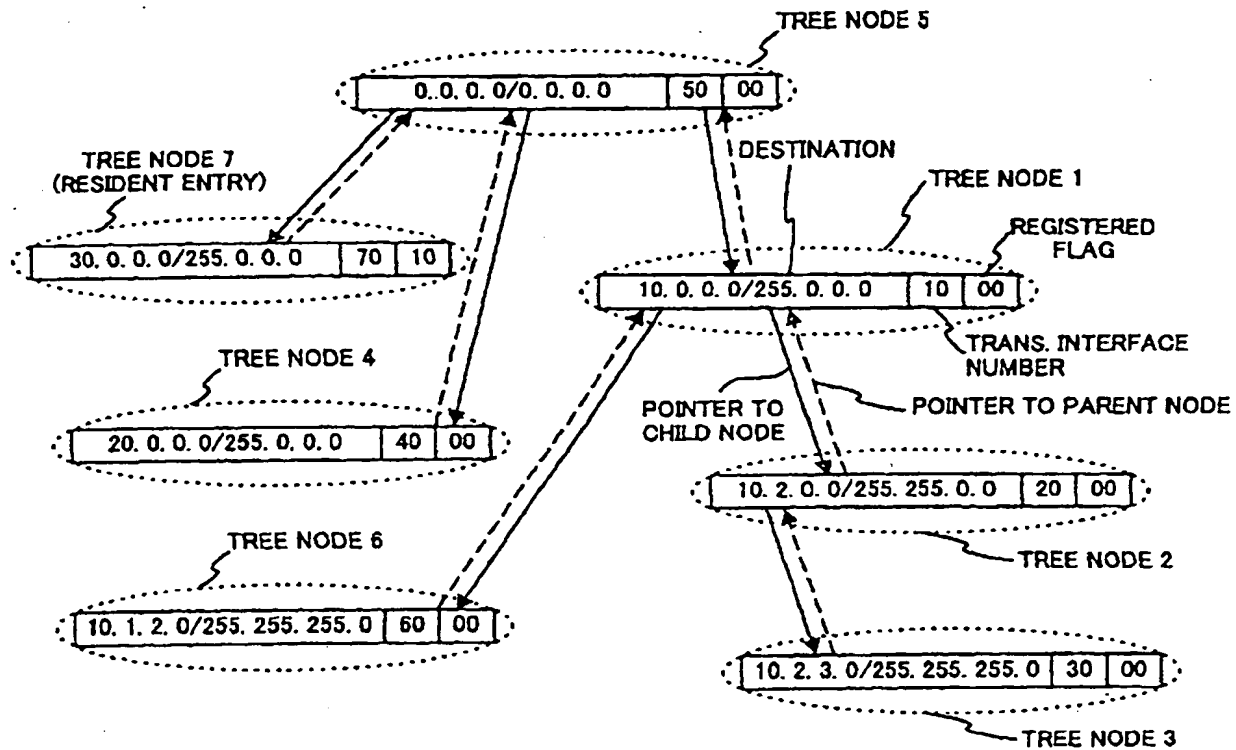 TREE NODE 5
0..0. 0. 0/0. 0. 0. 0 50 00
TREE NODE 7
(RESIDENT ENTRY)
DESTINATION
TREE NODE 1
REGISTERED
FLAG
30. 0. 0. 0/255. 0. 0. 0 70 10
10. 0. 0. 0/255. 0. 0. 0 10 00
TRANS. INTERFACE
NUMBER
TREE NODE 4
POINTER TO
CHILD NODE
POINTER TO PARENT NODE
20. 0. 0. 0/255. 0. 0. 0 40 00
10. 2. 0. 0/255. 255. 0. 0 20 00
TREE NODE 6
TREE NODE 2
10. 1. 2. 0/255. 255. 255. 0 60 00
10. 2. 3. 0/255. 255. 255. 0 30 00
TREE NODE 3